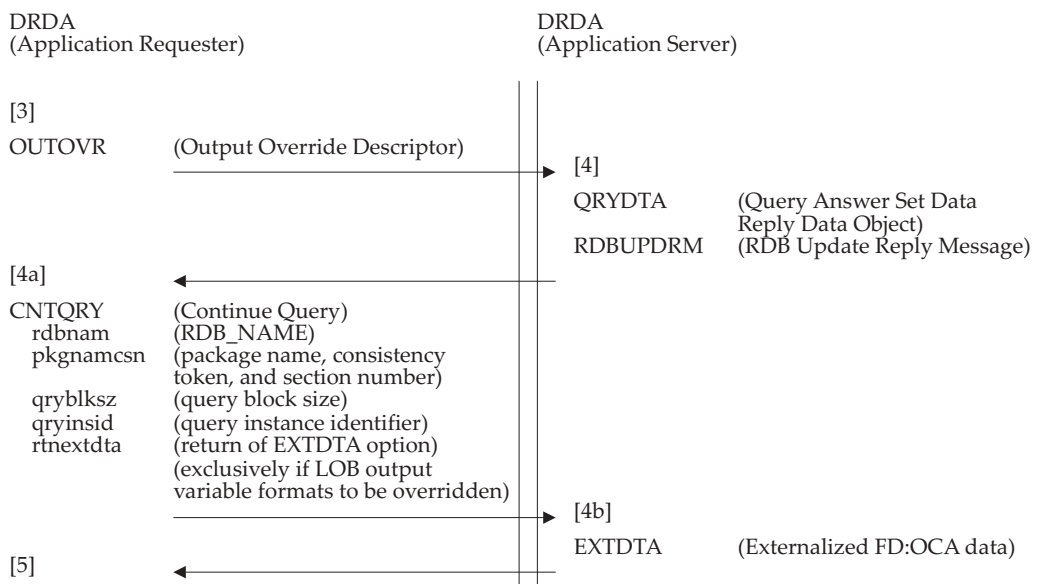 DRDA
(Application Requester)
DRDA
(Application Server)
[3]
OUTOVR (Output Override Descriptor)
[4]
QRYDTA (Query Answer Set Data
Reply Data Object)
RDBUPDRM (RDB Update Reply Message)
[4a]
CNTQRY (Continue Query)
rdbnam (RDB_NAME)
pkgnamcsn (package name, consistency
token, and section number)
qryblksz (query block size)
qryinsid (query instance identifier)
rtnextdta (return of EXTDTA option)
(exclusively if LOB output
variable formats to be overridden)
[4b]
EXTDTA (Externalized FD:OCA data)
[5]